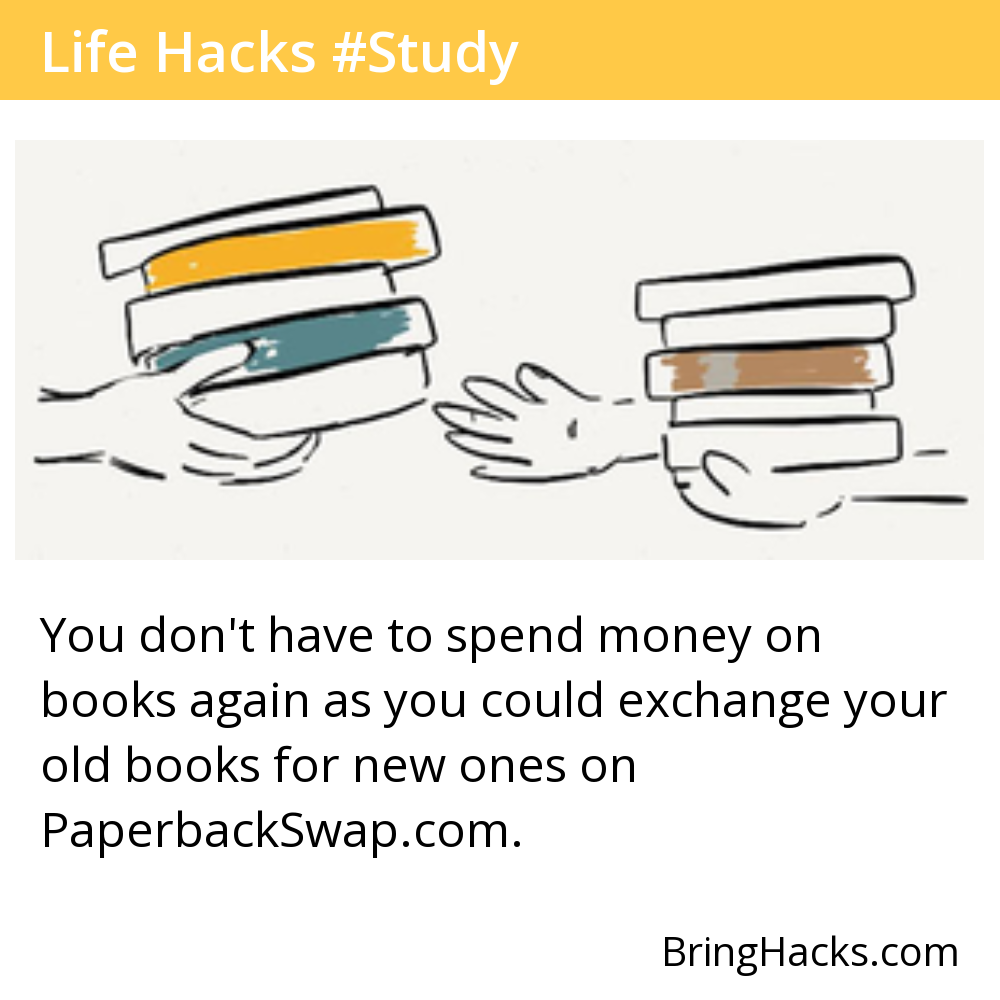 Life Hacks #Study
You don't have to spend money on
books again as you could exchange your
old books for new ones on
PaperbackSwap.com.
BringHacks.com